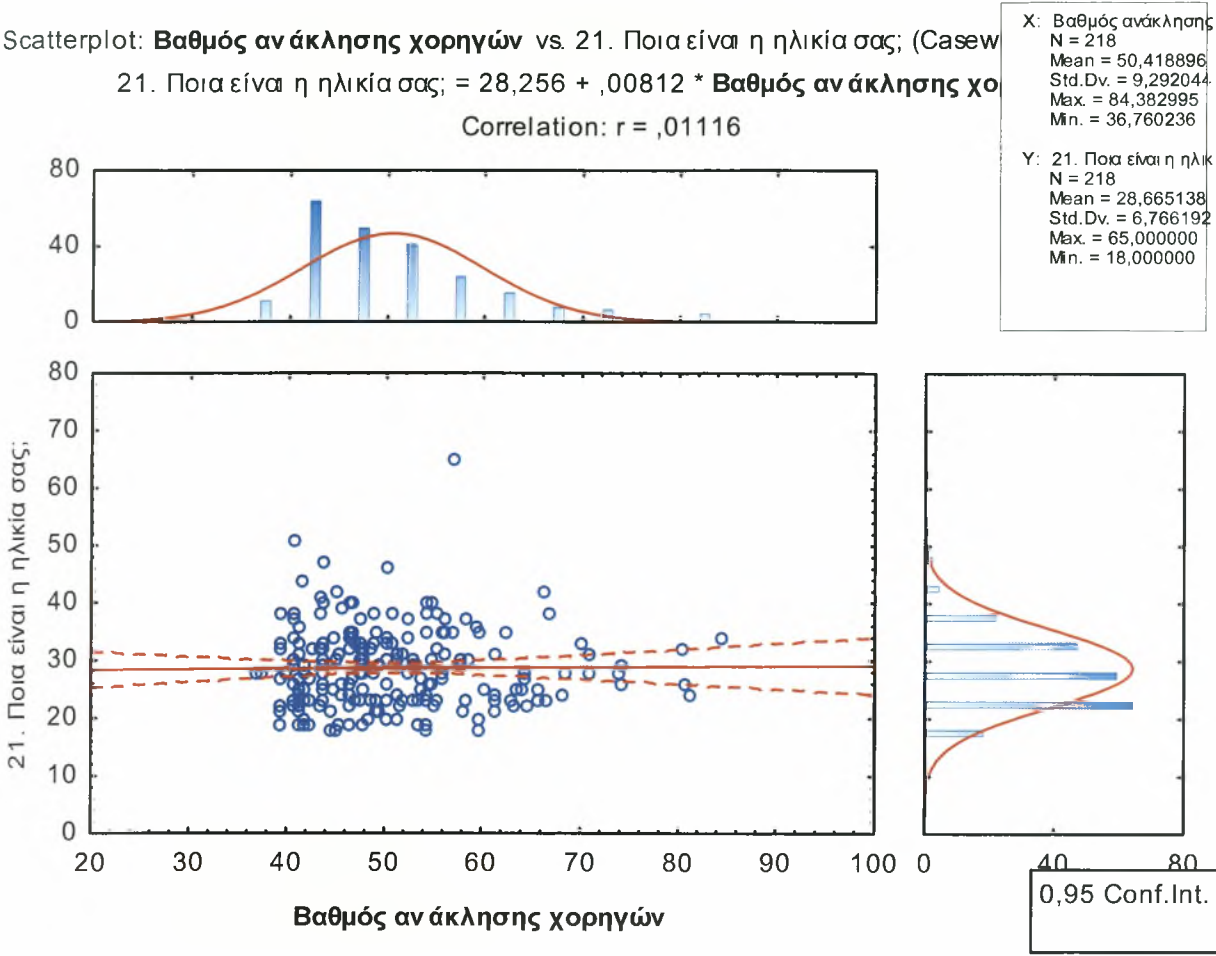 Scatterplot: Βαθμός ανάκλησης χορηγών vs. 21. Ποια είναι η ηλικία σας; (Casew
21. Ποια είναι η ηλικία σας; = 28,256 + ,00812 * Βαθμός ανάκλησης χο
Correlation: r = ,01116
X: Βαθμός ανάκλησης
N = 218
Mean = 50,418896
Std.Dv. = 9,292044
Max. = 84,382995
Min. = 36,760236
Y: 21. Ποια είναι η ηλικ
N = 218
Mean = 28,665138
Std.Dv. = 6,766192
Max. = 65,000000
Min. = 18,000000
80
40
0
80
70
60
50
40
30
20
10
0
21. Ποια είναι η ηλικία σας;
20 30 40 50 60 70 80 90 100
0 40 80
Βαθμός ανάκλησης χορηγών
0,95 Conf.Int.